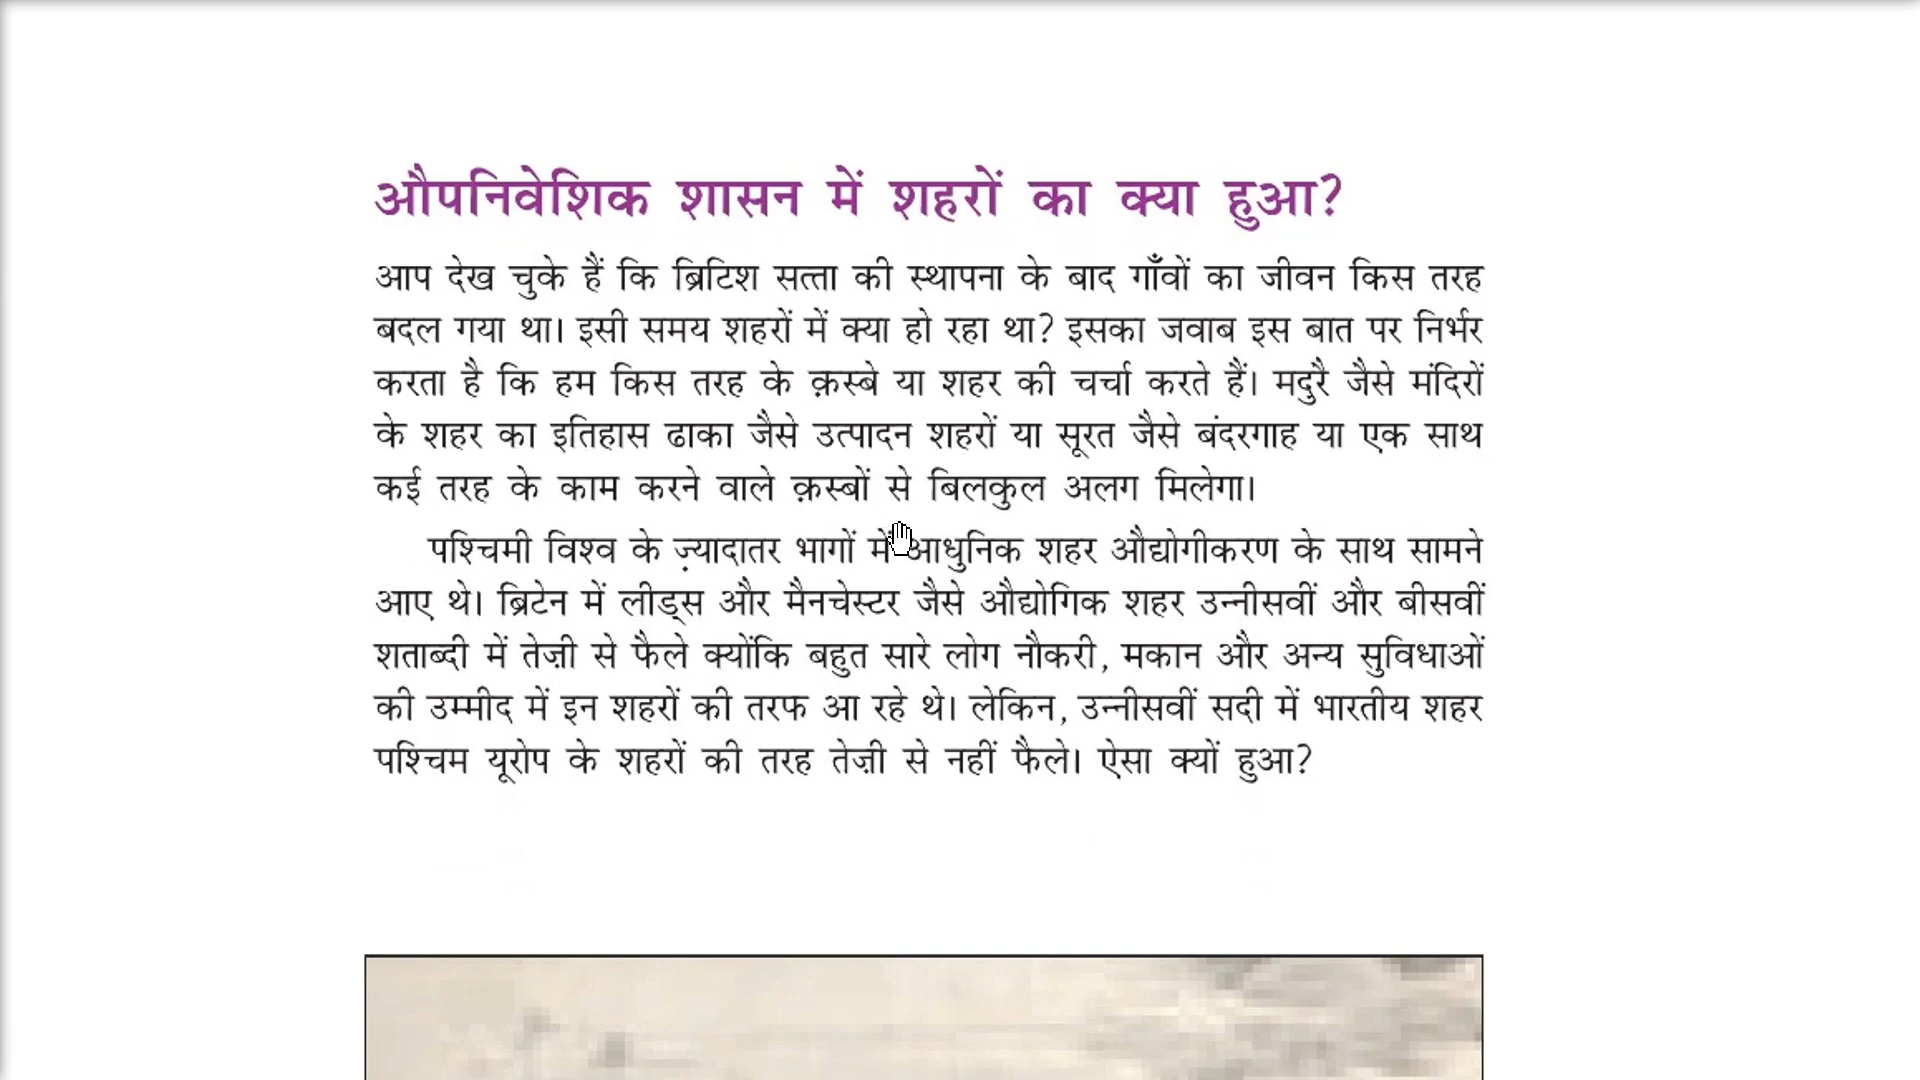 औपनिवेशिक शासन में शहरों का क्या हुआ?
आप देख चुके हैं कि ब्रिटिश सत्ता की स्थापना के बाद गाँवों का जीवन किस तरह
बदल गया था। इसी समय शहरों में क्या हो रहा था? इसका जवाब इस बात पर निर्भर
करता है कि हम किस तरह के क़स्बे या शहर की चर्चा करते हैं। मदुरै जैसे मंदिरों
के शहर का इतिहास ढाका जैसे उत्पादन शहरों या सूरत जैसे बंदरगाह या एक साथ
कई तरह के काम करने वाले क़स्बों से बिलकुल अलग मिलेगा।
पश्चिमी विश्व के ज़्यादातर भागों में आधुनिक शहर औद्योगीकरण के साथ सामने
आए थे। ब्रिटेन में लीड्स और मैनचेस्टर जैसे औद्योगिक शहर उन्नीसवीं और बीसवीं
शताब्दी में तेज़ी से फैले क्योंकि बहुत सारे लोग नौकरी, मकान और अन्य सुविधाओं
की उम्मीद में इन शहरों की तरफ आ रहे थे। लेकिन, उन्नीसवीं सदी में भारतीय शहर
पश्चिम यूरोप के शहरों की तरह तेज़ी से नहीं फैले। ऐसा क्यों हुआ?